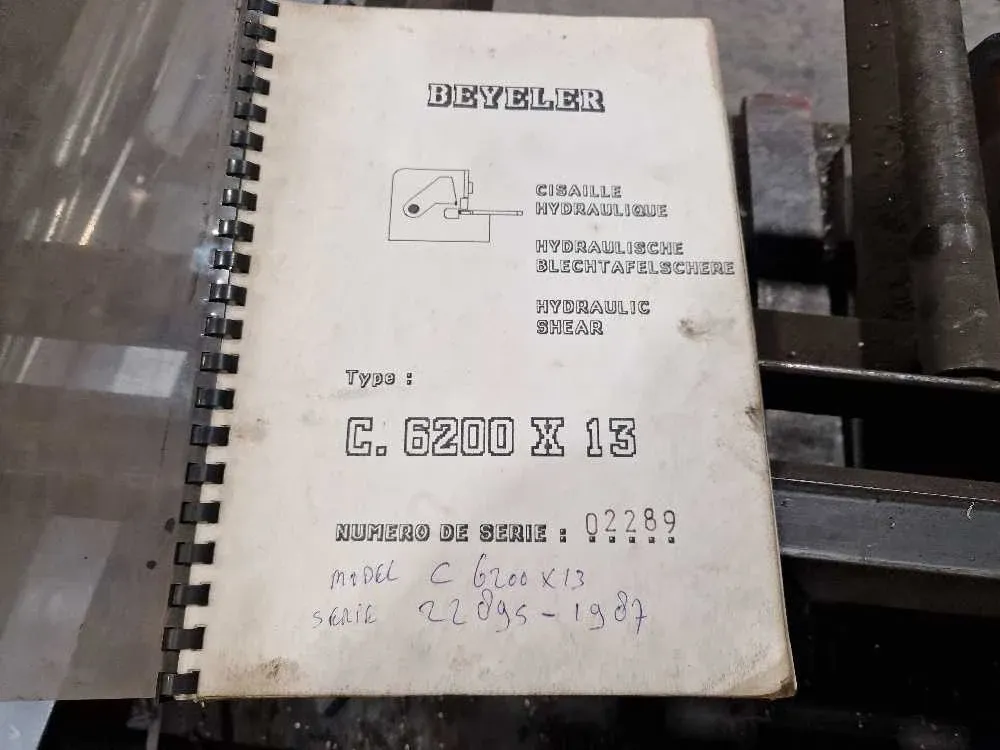 BEYELER
CISAILLE
HYDRAULIQUE
HYDRAULISCHE
BLECHTAFELSCHERE
HYDRAULIC
SHEAR
Type :
C. 6200 X 13
NUMERO DE SERIE : 02289
MODEL C 6200 X 13
SERIE 22895 - 1987